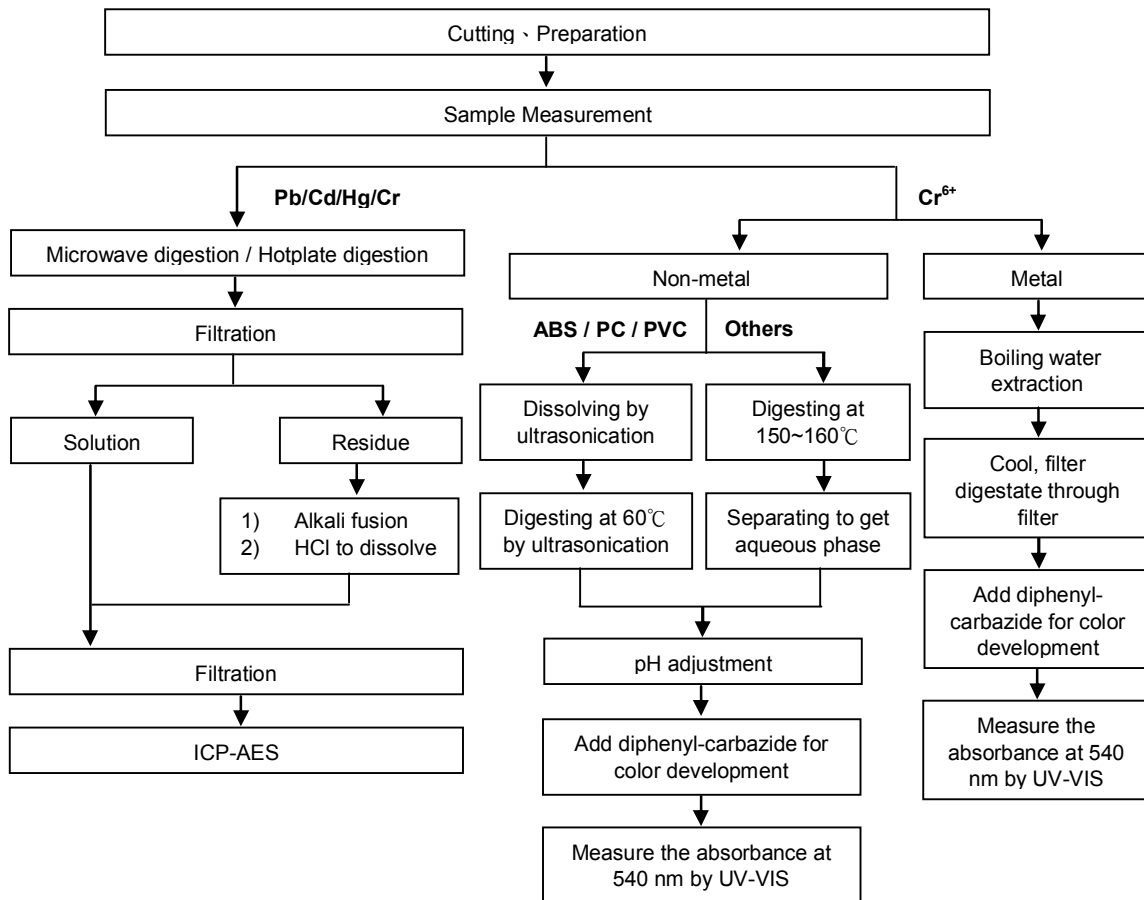 Cutting、Preparation
Sample Measurement
Pb/Cd/Hg/Cr
Microwave digestion / Hotplate digestion
Filtration
Solution
Residue
1) Alkali fusion
2) HCl to dissolve
Filtration
ICP-AES
Cr⁶⁺
Non-metal
ABS / PC / PVC
Others
Dissolving by
ultrasonication
Digesting at 60℃
by ultrasonication
Digesting at
150~160℃
Separating to get
aqueous phase
pH adjustment
Add diphenyl-carbazide for
color development
Measure the absorbance at
540 nm by UV-VIS
Metal
Boiling water
extraction
Cool, filter
digestate through
filter
Add diphenyl-
carbazide for color
development
Measure the
absorbance at 540
nm by UV-VIS